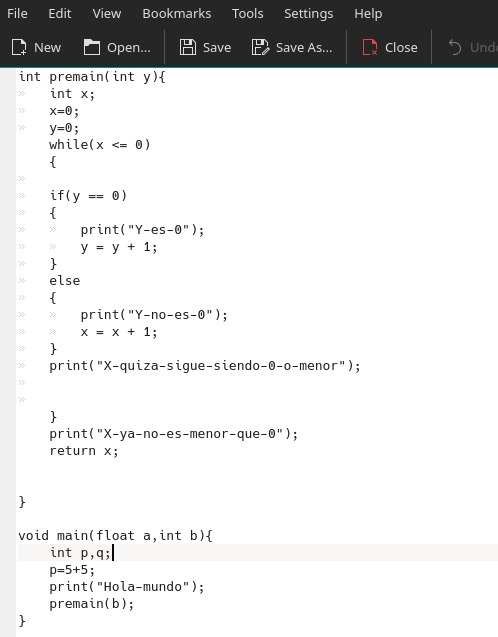 File Edit View Bookmarks Tools Settings Help
New Open... Save Save As... Close Undo
int premain(int y){
» int x;
» x=0;
» y=0;
while(x <= 0)
{
»
» if(y == 0)
» {
» » print("Y-es-0");
» » y = y + 1;
» }
» else
» {
» » print("Y-no-es-0");
» » x = x + 1;
» }
» print("X-quiza-sigue-siendo-0-o-menor");
»
»
}
print("X-ya-no-es-menor-que-0");
return x;
}
void main(float a,int b){
int p,q;
p=5+5;
print("Hola-mundo");
premain(b);
}